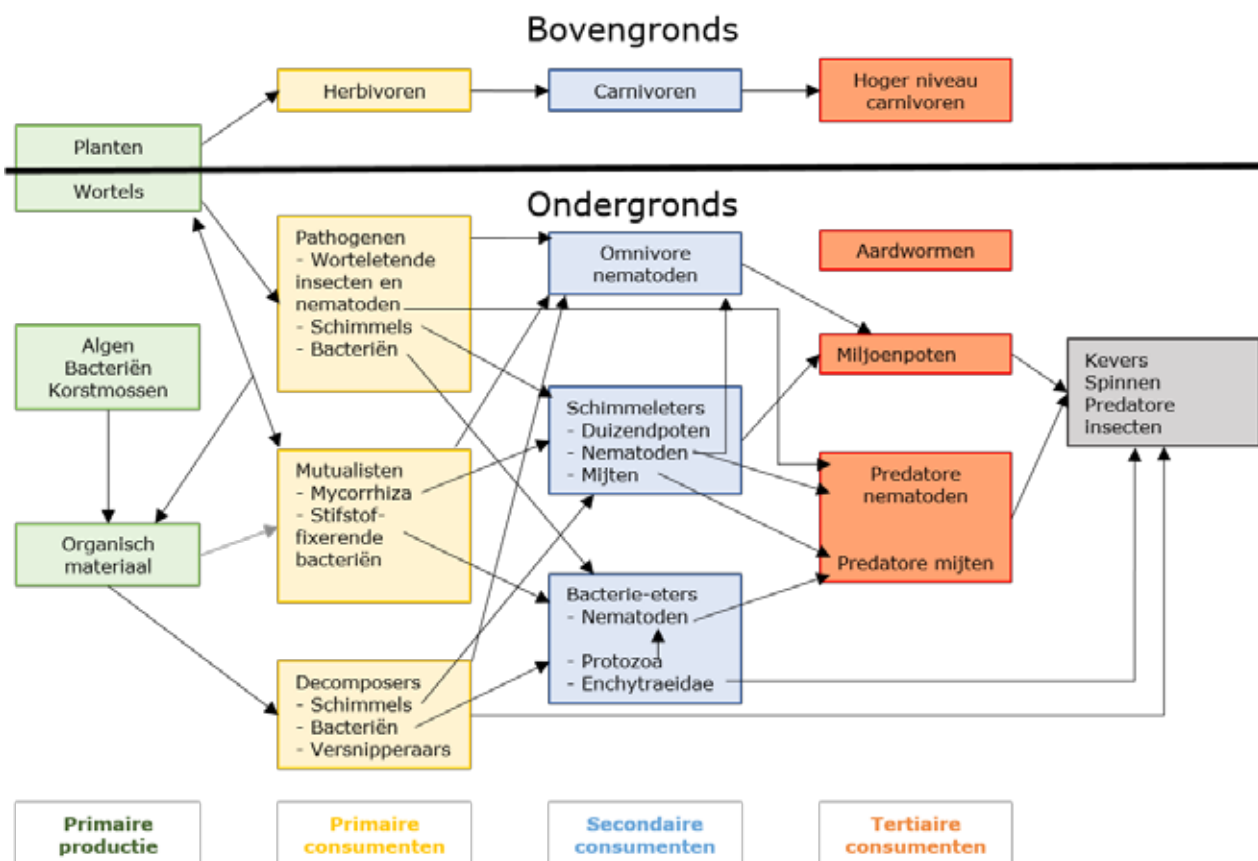 Bovengronds
Herbivoren
Carnivoren
Hoger niveau
carnivoren
Planten
Wortels
Ondergronds
Pathogenen
- Worteletende
insecten en
nematoden
- Schimmels
- Bacteriën
Omnivore
nematoden
Aardwormen
Algen
Bacteriën
Korstmossen
Miljoenpoten
Kevers
Spinnen
Predatore
insecten
Schimmeleters
- Duizendpoten
- Nematoden
- Mijten
Mutualisten
- Mycorrhiza
- Stifstof-
fixerende
bacteriën
Predatore
nematoden
Predatore mijten
Organisch
materiaal
Bacterie-eters
- Nematoden
- Protozoa
- Enchytraeidae
Decomposers
- Schimmels
- Bacteriën
- Versnipperaars
Primaire
productie
Primaire
consumenten
Secondaire
consumenten
Tertiaire
consumenten